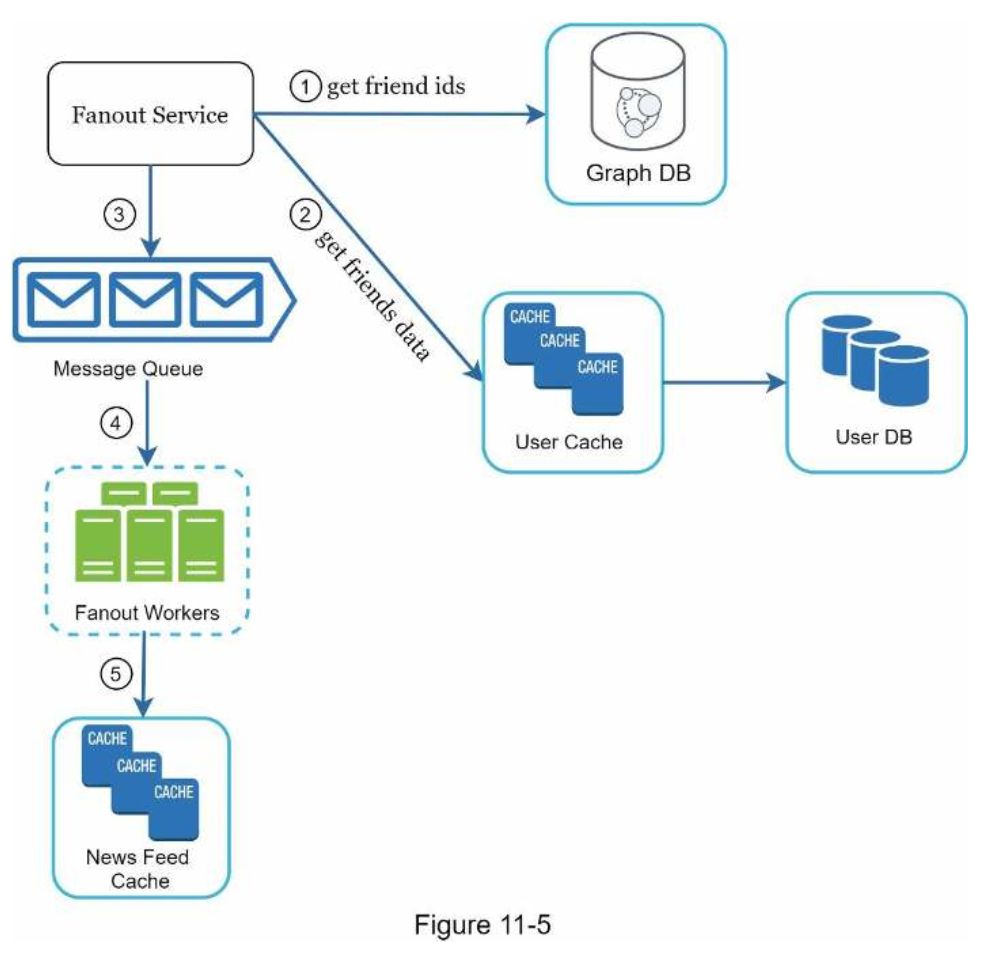 ① get friend ids
Fanout Service
Graph DB
③
② get friends data
Message Queue
CACHE
CACHE
CACHE
User Cache
User DB
④
Fanout Workers
⑤
CACHE
CACHE
CACHE
News Feed
Cache
Figure 11-5